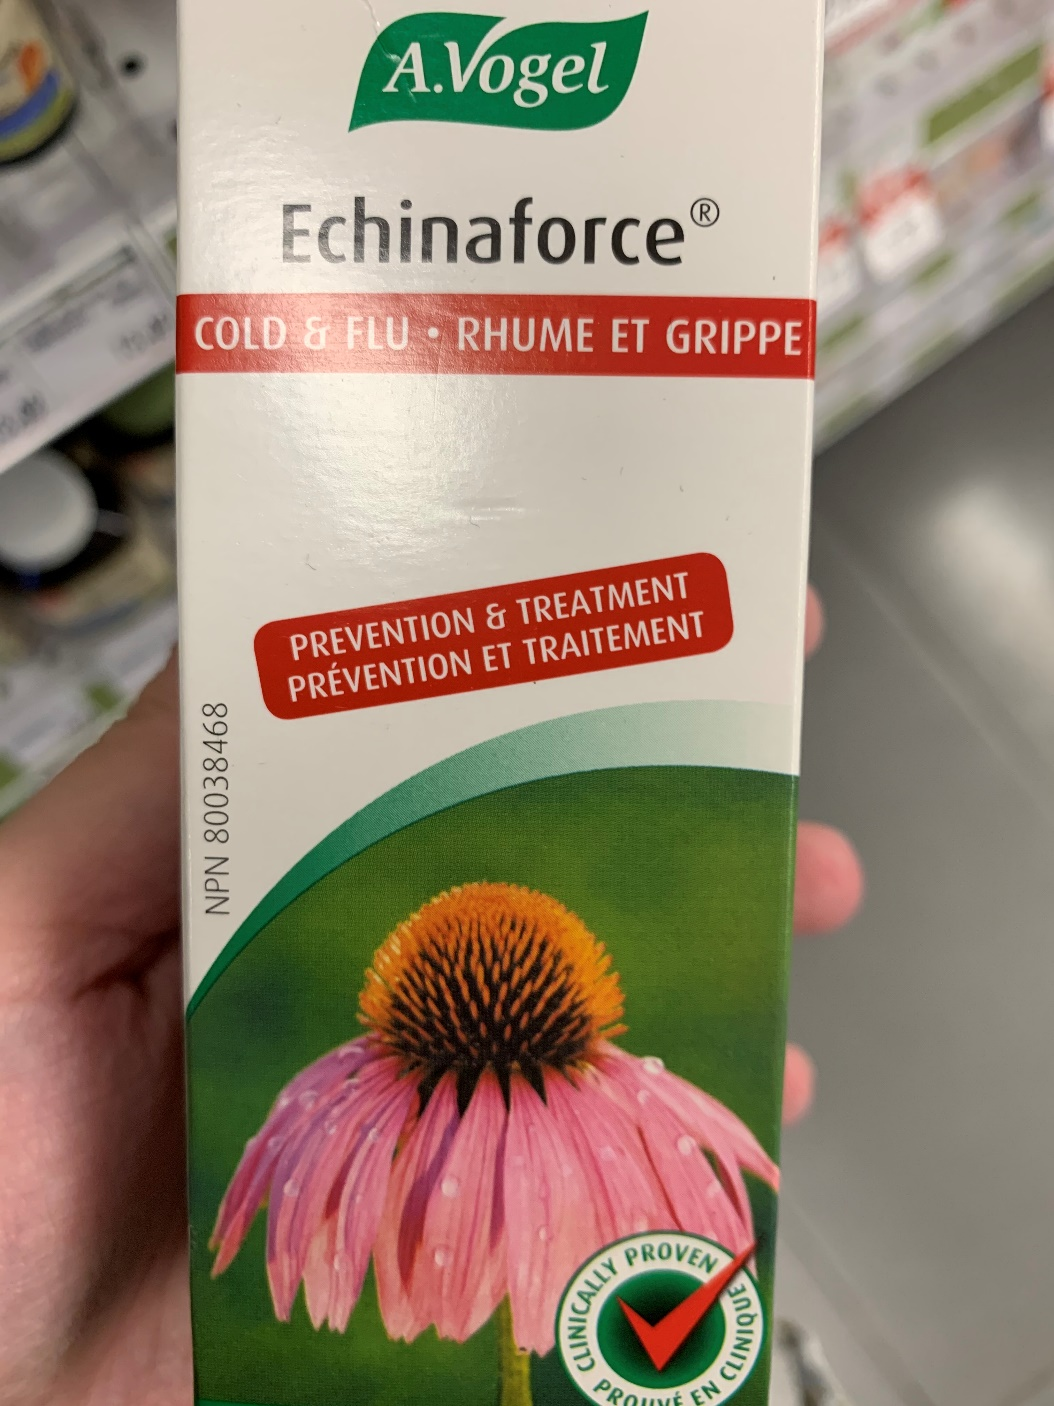 A.Vogel
Echinaforce®
COLD & FLU • RHUME ET GRIPPE
PREVENTION & TREATMENT
PRÉVENTION ET TRAITEMENT
NPN 80038468
CLINICALLY PROVEN
PROUVÉ EN CLINIQUE